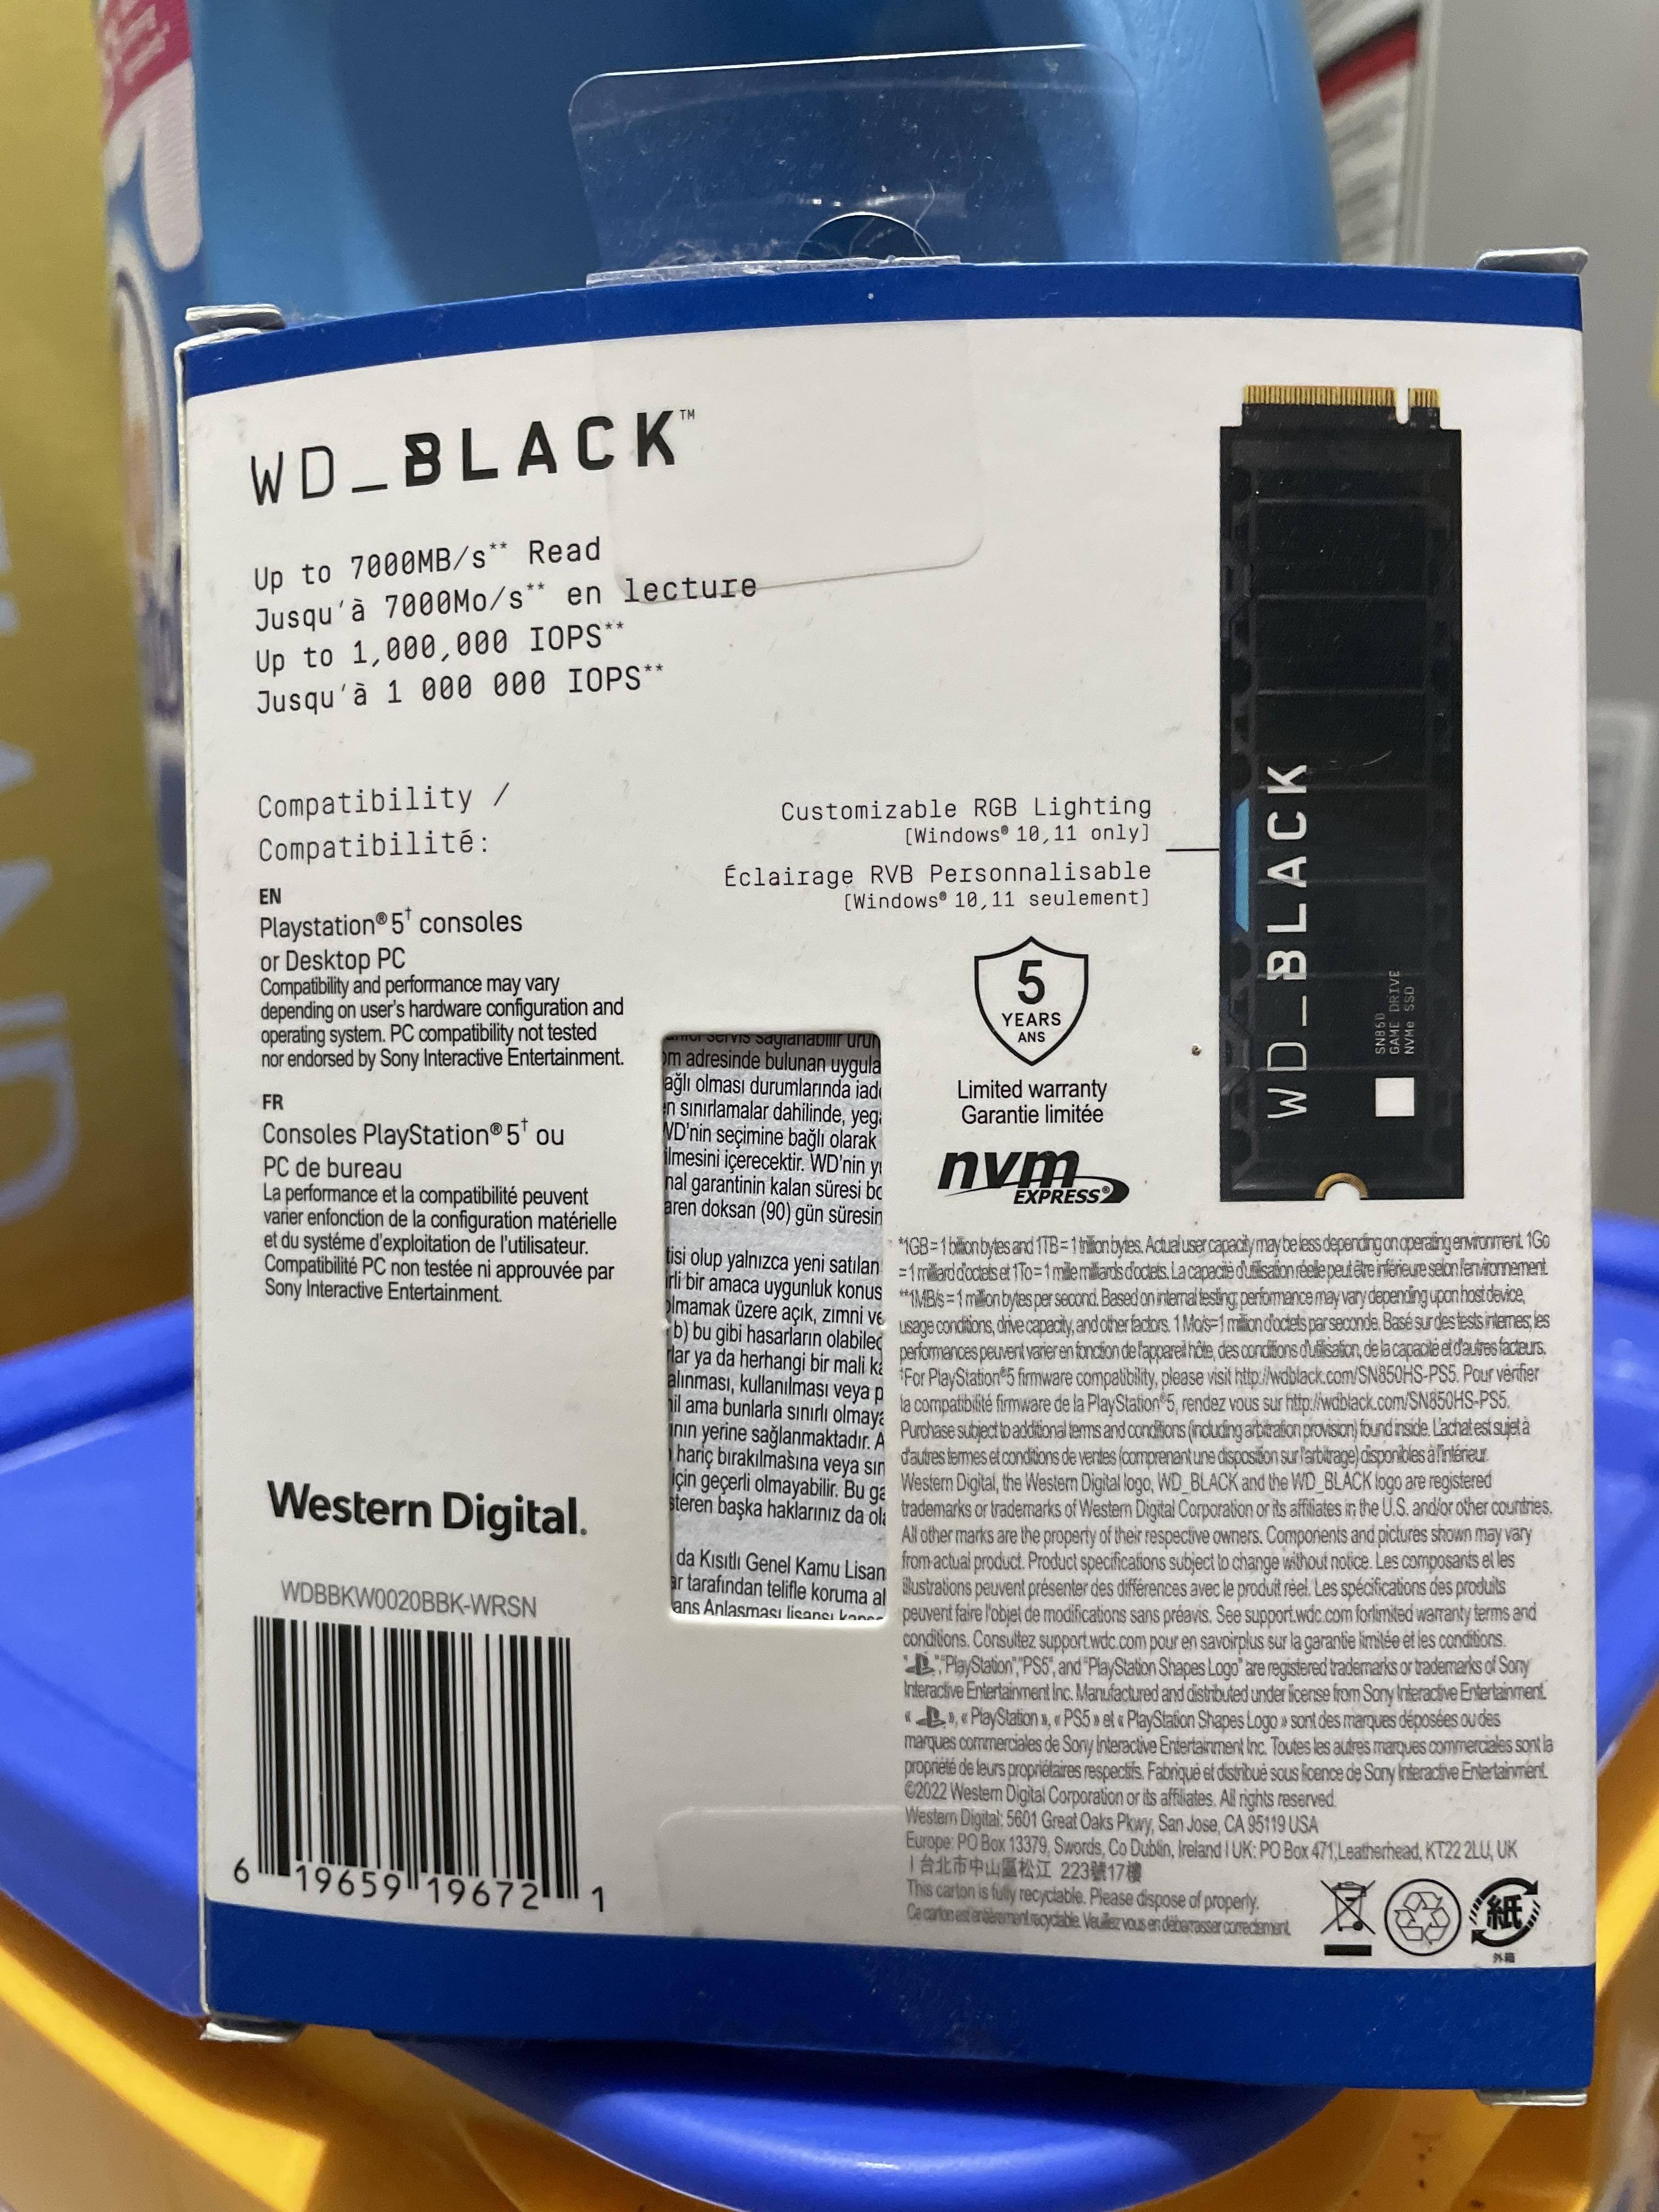 WD_BLACK™
Up to 7000MB/s** Read
Jusqu'à 7000Mo/s** en lecture
Up to 1,000,000 IOPS**
Jusqu'à 1 000 000 IOPS**
Compatibility /
Compatibilité:
EN
Playstation®5† consoles
or Desktop PC
Compatibility and performance may vary
depending on user's hardware configuration and
operating system. PC compatibility not tested
nor endorsed by Sony Interactive Entertainment.
FR
Consoles PlayStation®5† ou
PC de bureau
La performance et la compatibilité peuvent
varier enfonction de la configuration matérielle
et du systéme d'exploitation de l'utilisateur.
Compatibilité PC non testée ni approuvée par
Sony Interactive Entertainment.
Western Digital.
WDBBKW0020BBK-WRSN
6 19659 19672 1
Customizable RGB Lighting
[Windows® 10,11 only]
Éclairage RVB Personnalisable
[Windows® 10,11 seulement]
5
YEARS
ANS
Limited warranty
Garantie limitée
nvm
EXPRESS®
WD_BLACK
SN850
GAME DRIVE
NVMe SSD
servis sağlanabilir
adresinde bulunan uygula
olması durumlarında iad
sınırlamalar dahilinde, yeg
WD'nin seçimine bağlı olarak
içerecektir. WD'nin
garantinin kalan süresi
doksan (90) gün süresin
olup yalnızca yeni satılan
bir amaca uygunluk konus
üzere açık, zımni ve
b) bu gibi hasarların olabilec
ya da herhangi bir mali
alınması, kullanılması veya p
ama bunlarla sınırlı olmaya
yerine sağlanmaktadır. A
hariç bırakılmasına veya sın
için geçerli olmayabilir. Bu ga
başka haklarınız da ola
da Kısıtlı Genel Kamu Lisan
tarafından telifle koruma al
Anlaşması lisansı
*1GB = 1 billion bytes and 1TB = 1 trillion bytes. Actual user capacity may be less depending on operating environment. 1Go
= 1 milliard d'octets et 1To = 1 mille milliards d'octets. La capacité d'utilisation réelle peut être inférieure selon l'environnement.
**1MB/s = 1 million bytes per second. Based on internal testing; performance may vary depending upon host device,
usage conditions, drive capacity, and other factors. 1 Mo/s=1 million d'octets par seconde. Basé sur des tests internes; les
performances peuvent varier en fonction de l'appareil hôte, des conditions d'utilisation, de la capacité et d'autres facteurs.
†For PlayStation®5 firmware compatibility, please visit http://wdblack.com/SN850HS-PS5. Pour vérifier
la compatibilité firmware de la PlayStation®5, rendez vous sur http://wdblack.com/SN850HS-PS5.
Purchase subject to additional terms and conditions (including arbitration provision) found inside. L'achat est sujet à
d'autres termes et conditions de ventes (comprenant une disposition sur l'arbitrage) disponibles à l'intérieur.
Western Digital, the Western Digital logo, WD_BLACK and the WD_BLACK logo are registered
trademarks or trademarks of Western Digital Corporation or its affiliates in the U.S. and/or other countries.
All other marks are the property of their respective owners. Components and pictures shown may vary
from actual product. Product specifications subject to change without notice. Les composants et les
illustrations peuvent présenter des différences avec le produit réel. Les spécifications des produits
peuvent faire l'objet de modifications sans préavis. See support.wdc.com forlimited warranty terms and
conditions. Consultez support.wdc.com pour en savoirplus sur la garantie limitée et les conditions.
"PlayStation", "PS5", and "PlayStation Shapes Logo" are registered trademarks or trademarks of Sony
Interactive Entertainment Inc. Manufactured and distributed under license from Sony Interactive Entertainment.
« », « PlayStation », « PS5 » et « PlayStation Shapes Logo » sont des marques déposées ou des
marques commerciales de Sony Interactive Entertainment Inc. Toutes les autres marques commerciales sont la
propriété de leurs propriétaires respectifs. Fabriqué et distribué sous licence de Sony Interactive Entertainment.
©2022 Western Digital Corporation or its affiliates. All rights reserved.
Western Digital: 5601 Great Oaks Pkwy, San Jose, CA 95119 USA
Europe: PO Box 13379, Swords, Co Dublin, Ireland | UK: PO Box 471,Leatherhead, KT22 2LU, UK
| 台北市中山區松江 223號17樓
This carton is fully recyclable. Please dispose of properly.
Ce carton est entièrement recyclable. Veuillez vous en débarrasser correctement.
紙
外箱